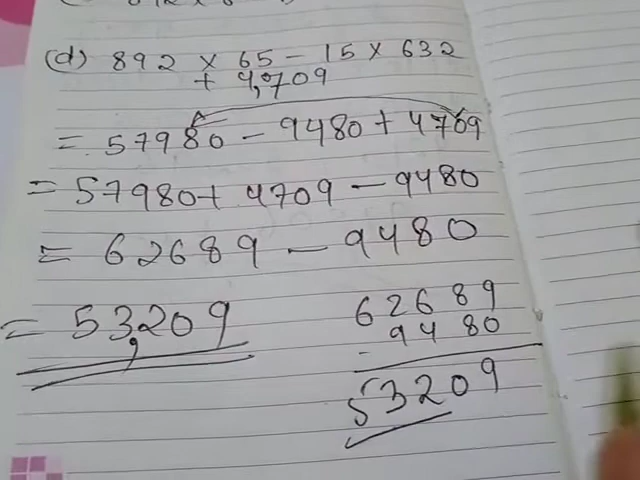 (d) 892 × 65 - 15 × 632
+ 4,709
= 57980 - 9480 + 4709
= 57980 + 4709 - 9480
= 62689 - 9480
= 53,209
62689
- 9480
53209